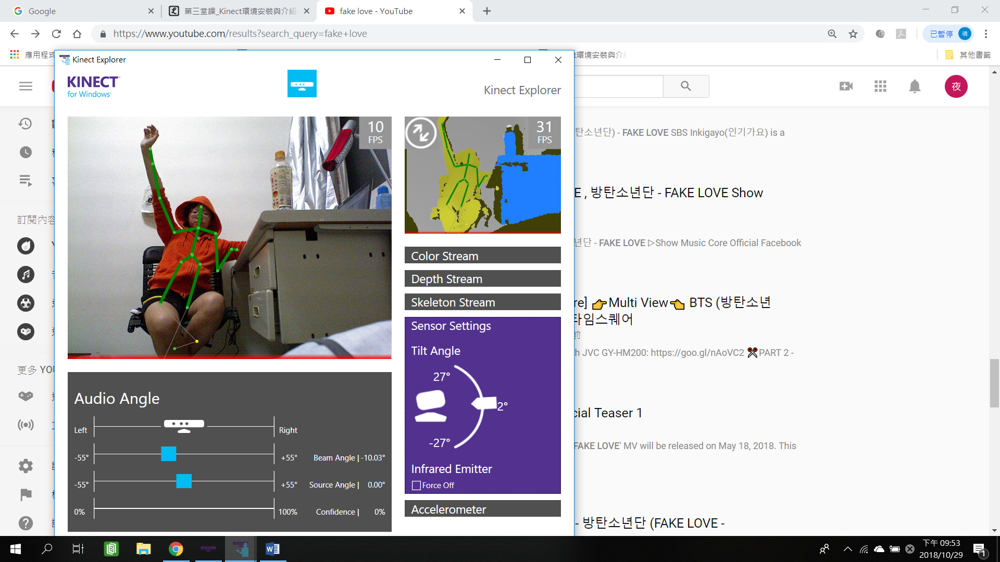 Google
第三堂課_Kinect環境安裝與介紹
fake love - YouTube
https://www.youtube.com/results?search_query=fake+love
已暫停
魂
應用程式
t環境安裝與介
其他書籤
Kinect Explorer
KINECT
for Windows
Kinect Explorer
夜
10
FPS
31
FPS
탄소년단) - FAKE LOVE SBS Inkigayo(인기가요) is a
E , 방탄소년단 - FAKE LOVE Show
년단 - FAKE LOVE ▷Show Music Core Official Facebook
re] 👉Multi View👈 BTS (방탄소년
타임스퀘어
前
h JVC GY-HM200: https://goo.gl/nAoVC2 ✂PART 2 -
cial Teaser 1
FAKE LOVE' MV will be released on May 18, 2018. This
- 방탄소년단 (FAKE LOVE -
訂閱內容
更多 YOU
Color Stream
Depth Stream
Skeleton Stream
Sensor Settings
Tilt Angle
27°
2°
-27°
Infrared Emitter
Force Off
Accelerometer
Audio Angle
Left
Right
-55°
+55°
Beam Angle | -10.03°
-55°
+55°
Source Angle | 0.00°
0%
100%
Confidence | 0%
下午 09:53
2018/10/29
1